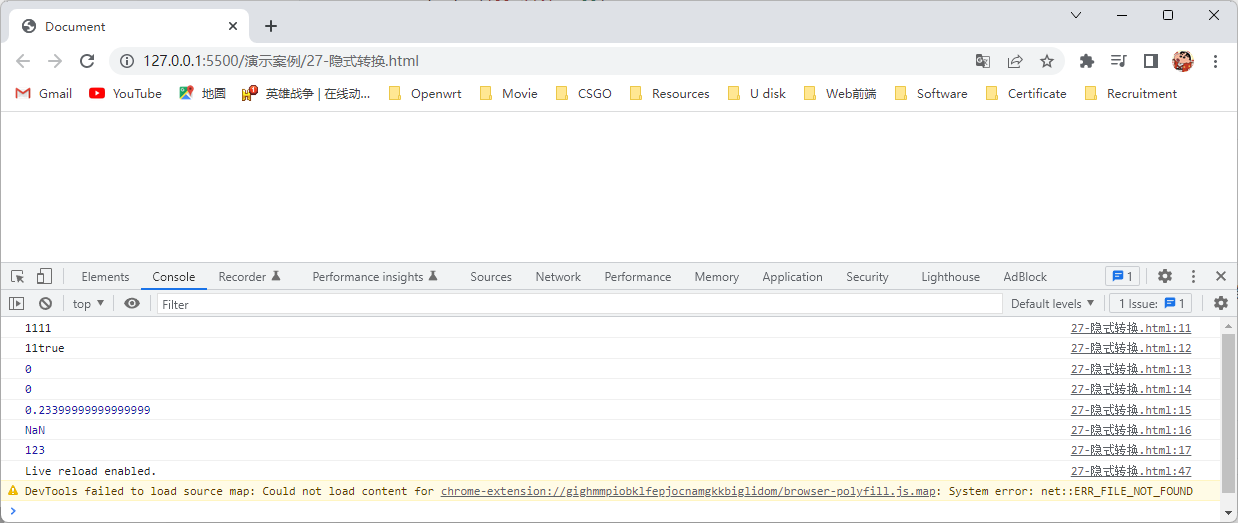 Document
127.0.0.1:5500/演示案例/27-隐式转换.html
Gmail YouTube 地图 英雄战争 | 在线动... Openwrt Movie CSGO Resources U disk Web前端 Software Certificate Recruitment
Elements Console Recorder Performance insights Sources Network Performance Memory Application Security Lighthouse AdBlock 1
top Filter Default levels 1 Issue: 1
1111 27-隐式转换.html:11
11true 27-隐式转换.html:12
0 27-隐式转换.html:13
0 27-隐式转换.html:14
0.23399999999999999 27-隐式转换.html:15
NaN 27-隐式转换.html:16
123 27-隐式转换.html:17
Live reload enabled. 27-隐式转换.html:47
DevTools failed to load source map: Could not load content for chrome-extension://gighmmpiobklfepjocnamgkkbiglidom/browser-polyfill.js.map: System error: net::ERR_FILE_NOT_FOUND